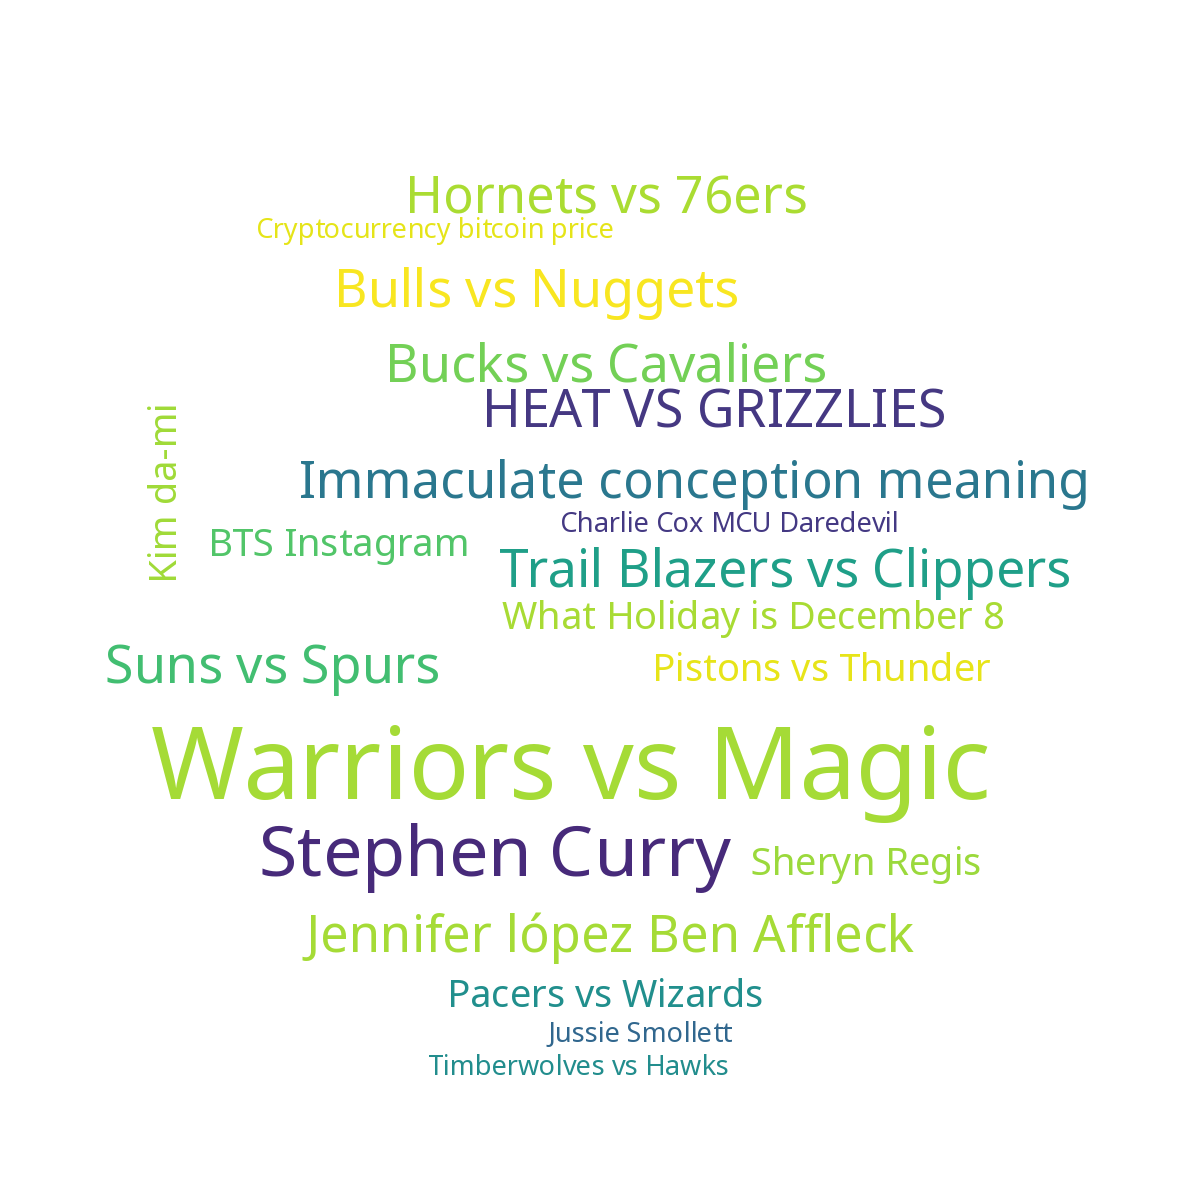 Hornets vs 76ers
Cryptocurrency bitcoin price
Bulls vs Nuggets
Bucks vs Cavaliers
HEAT VS GRIZZLIES
Kim da-mi
Immaculate conception meaning
Charlie Cox MCU Daredevil
BTS Instagram
Trail Blazers vs Clippers
What Holiday is December 8
Suns vs Spurs
Pistons vs Thunder
Warriors vs Magic
Stephen Curry
Sheryn Regis
Jennifer lópez Ben Affleck
Pacers vs Wizards
Jussie Smollett
Timberwolves vs Hawks